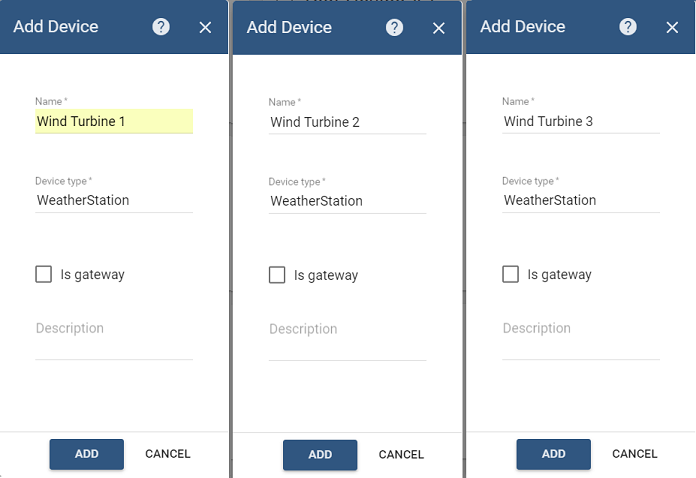 Add Device ?
Name *
Wind Turbine 1
Device type *
WeatherStation
Is gateway
Description
ADD CANCEL
Add Device ?
Name *
Wind Turbine 2
Device type *
WeatherStation
Is gateway
Description
ADD CANCEL
Add Device ?
Name *
Wind Turbine 3
Device type *
WeatherStation
Is gateway
Description
ADD CANCEL